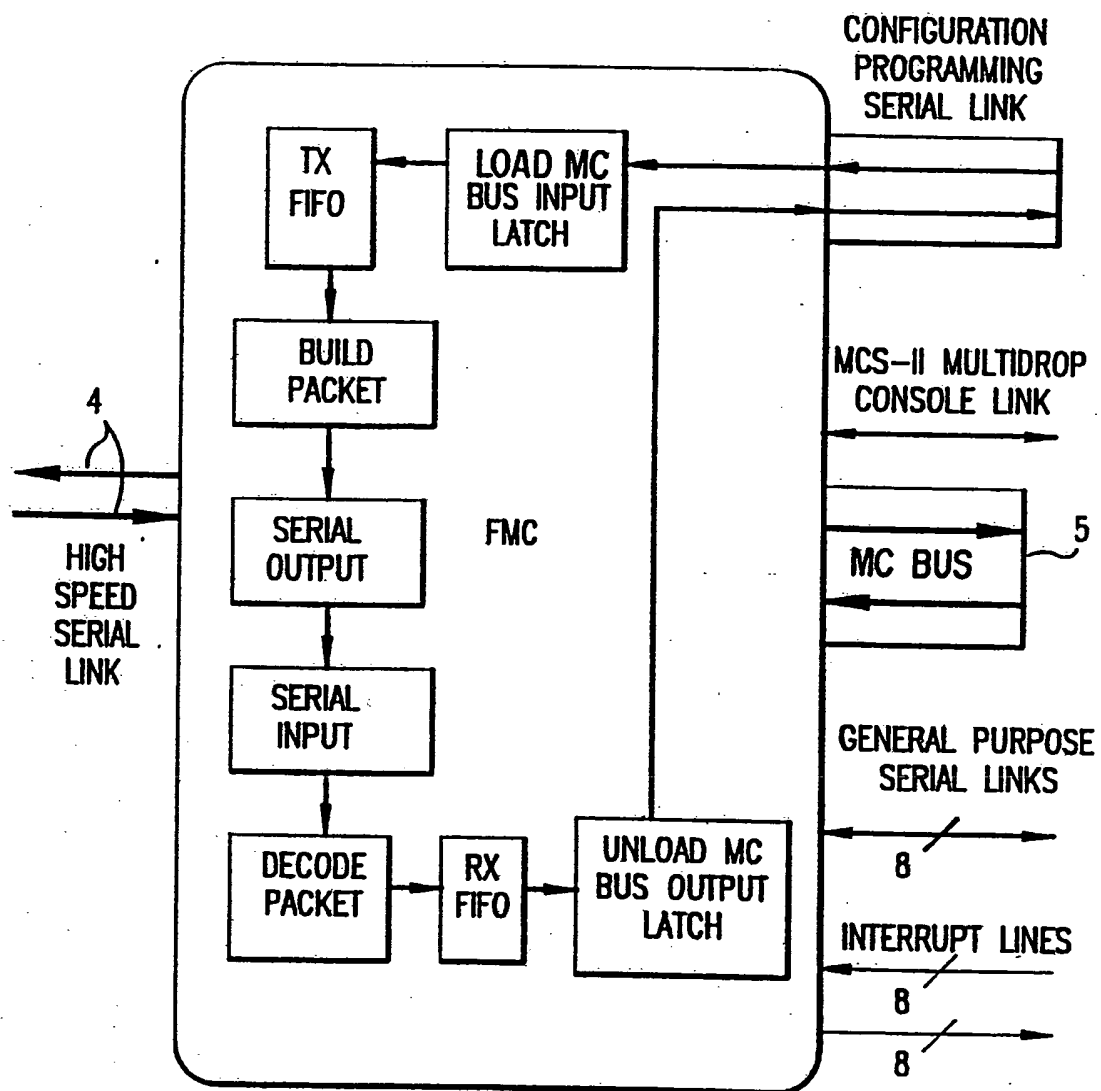 CONFIGURATION
PROGRAMMING
SERIAL LINK
TX
FIFO
LOAD MC
BUS INPUT
LATCH
BUILD
PACKET
MCS-II MULTIDROP
CONSOLE LINK
4
HIGH
SPEED
SERIAL
LINK
SERIAL
OUTPUT
FMC
MC BUS
5
SERIAL
INPUT
GENERAL PURPOSE
SERIAL LINKS
8
DECODE
PACKET
RX
FIFO
UNLOAD MC
BUS OUTPUT
LATCH
INTERRUPT LINES
8
8